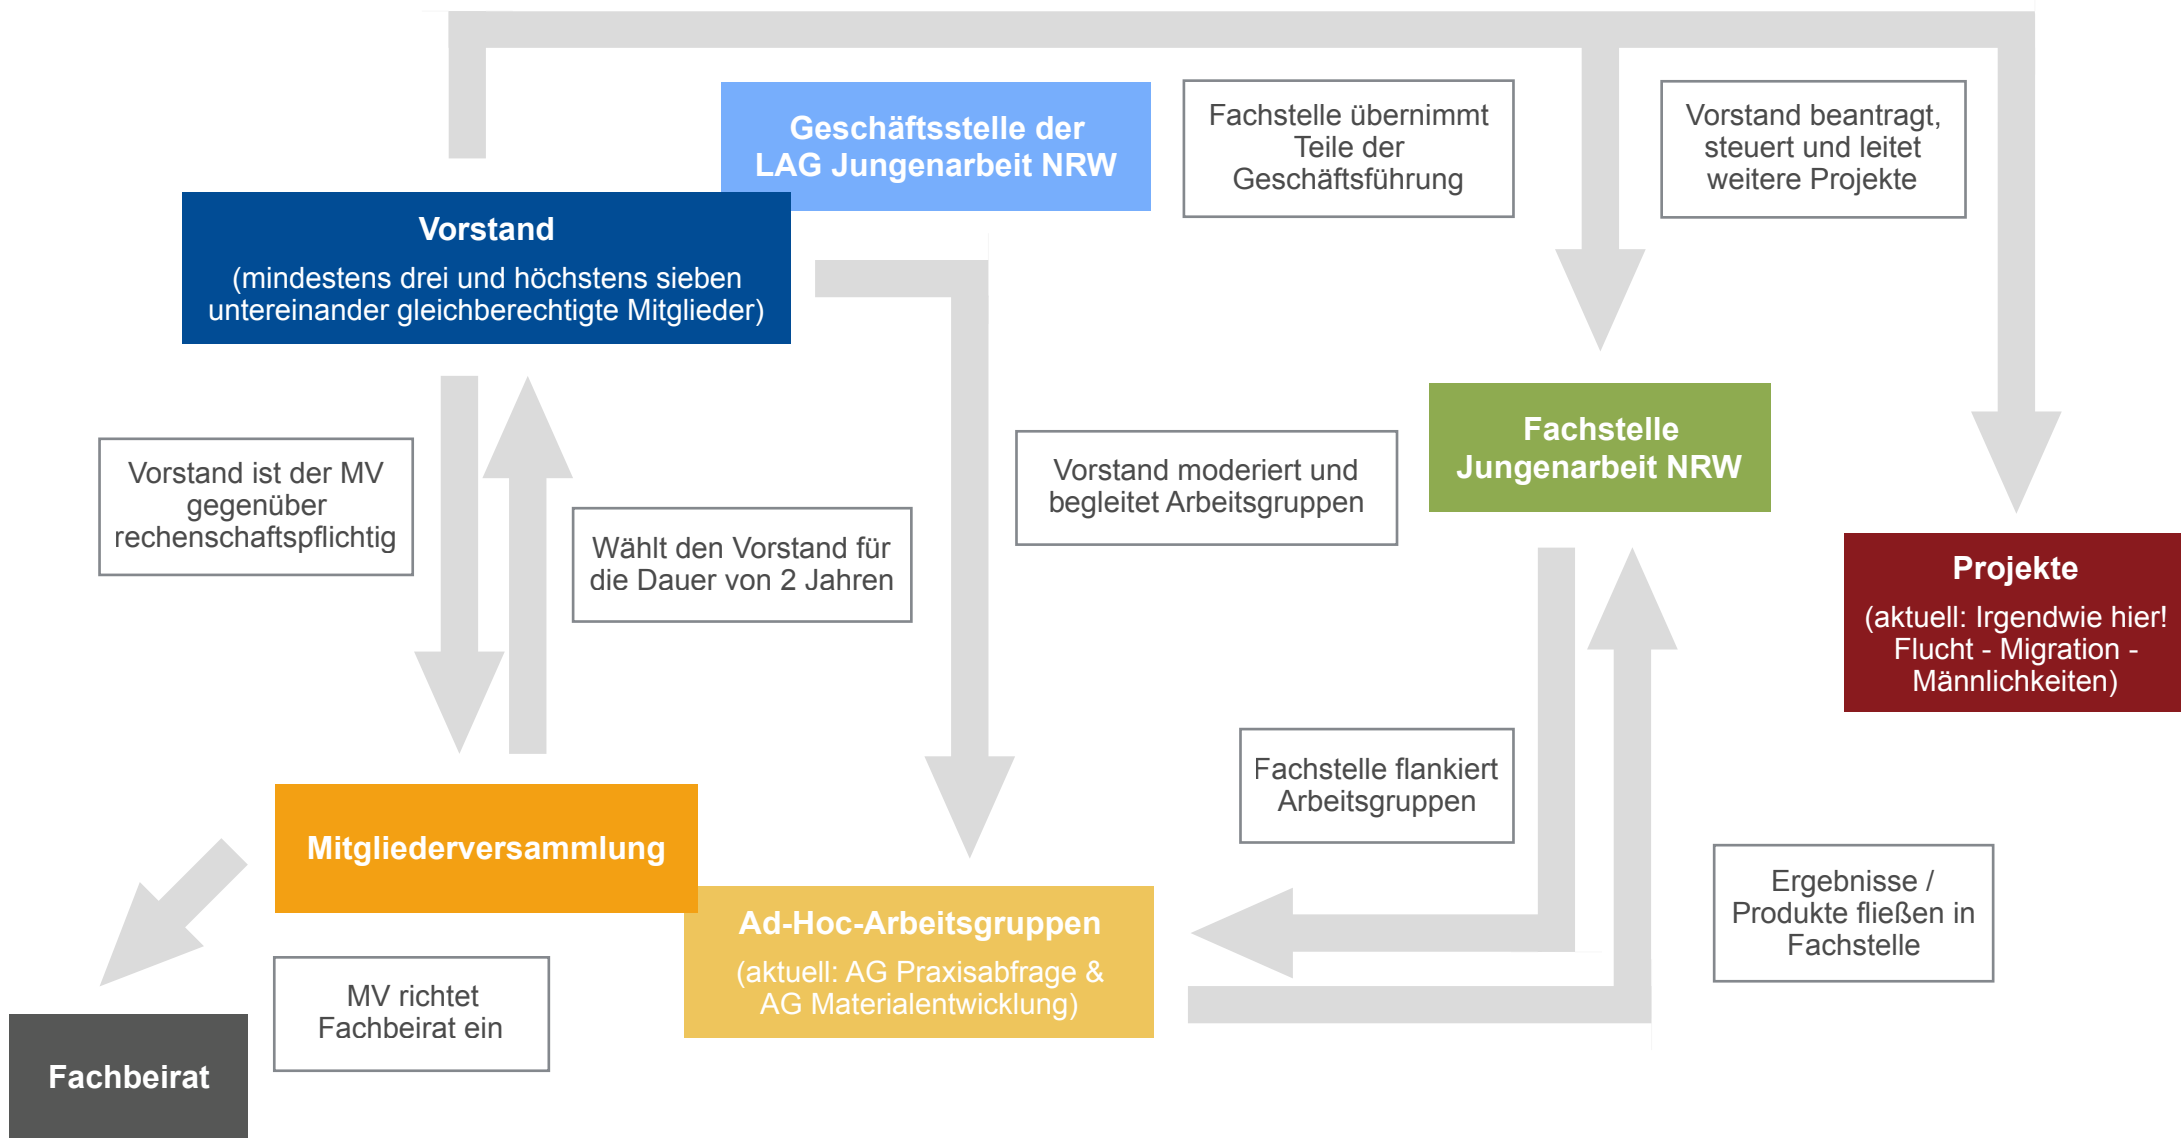 Geschäftsstelle der
LAG Jungenarbeit NRW
Fachstelle übernimmt
Teile der
Geschäftsführung
Vorstand beantragt,
steuert und leitet
weitere Projekte
Vorstand
(mindestens drei und höchstens sieben
untereinander gleichberechtigte Mitglieder)
Vorstand ist der MV
gegenüber
rechenschaftspflichtig
Wählt den Vorstand für
die Dauer von 2 Jahren
Vorstand moderiert und
begleitet Arbeitsgruppen
Fachstelle
Jungenarbeit NRW
Projekte
(aktuell: Irgendwie hier!
Flucht - Migration -
Männlichkeiten)
Fachstelle flankiert
Arbeitsgruppen
Mitgliederversammlung
Ergebnisse /
Produkte fließen in
Fachstelle
Ad-Hoc-Arbeitsgruppen
(aktuell: AG Praxisabfrage &
AG Materialentwicklung)
MV richtet
Fachbeirat ein
Fachbeirat